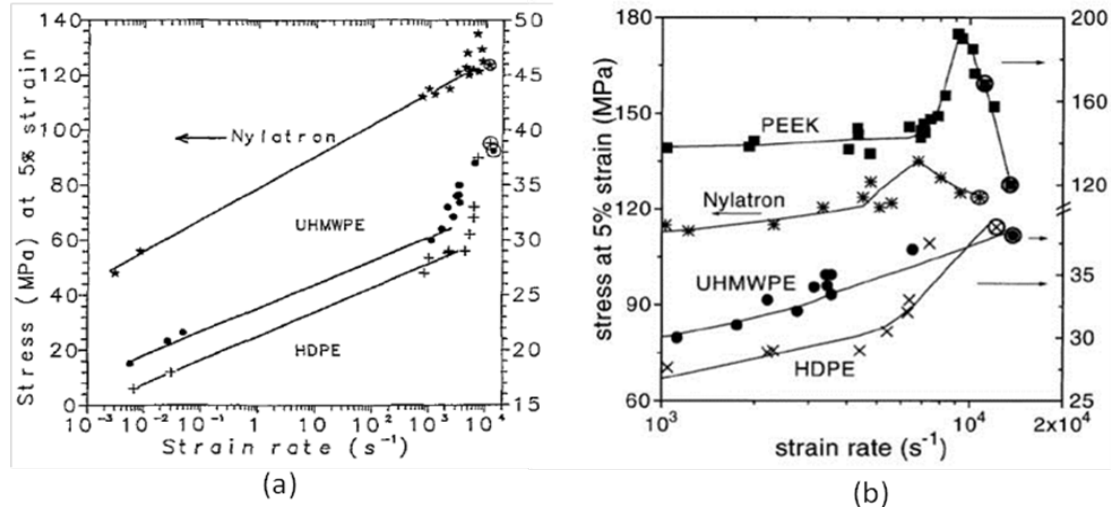 Stress (MPa) at 5% strain
140
120
100
80
60
40
20
0
50
45
40
35
30
25
20
15
Nylatron
UHMWPE
HDPE
10⁻³ 10⁻² 10⁻¹ 1 10 10² 10³ 10⁴
Strain rate (s⁻¹)
(a)
stress at 5% strain (MPa)
180
150
120
90
60
200
160
120
35
30
25
PEEK
Nylatron
UHMWPE
HDPE
10³ 10⁴ 2x10⁴
strain rate (s⁻¹)
(b)